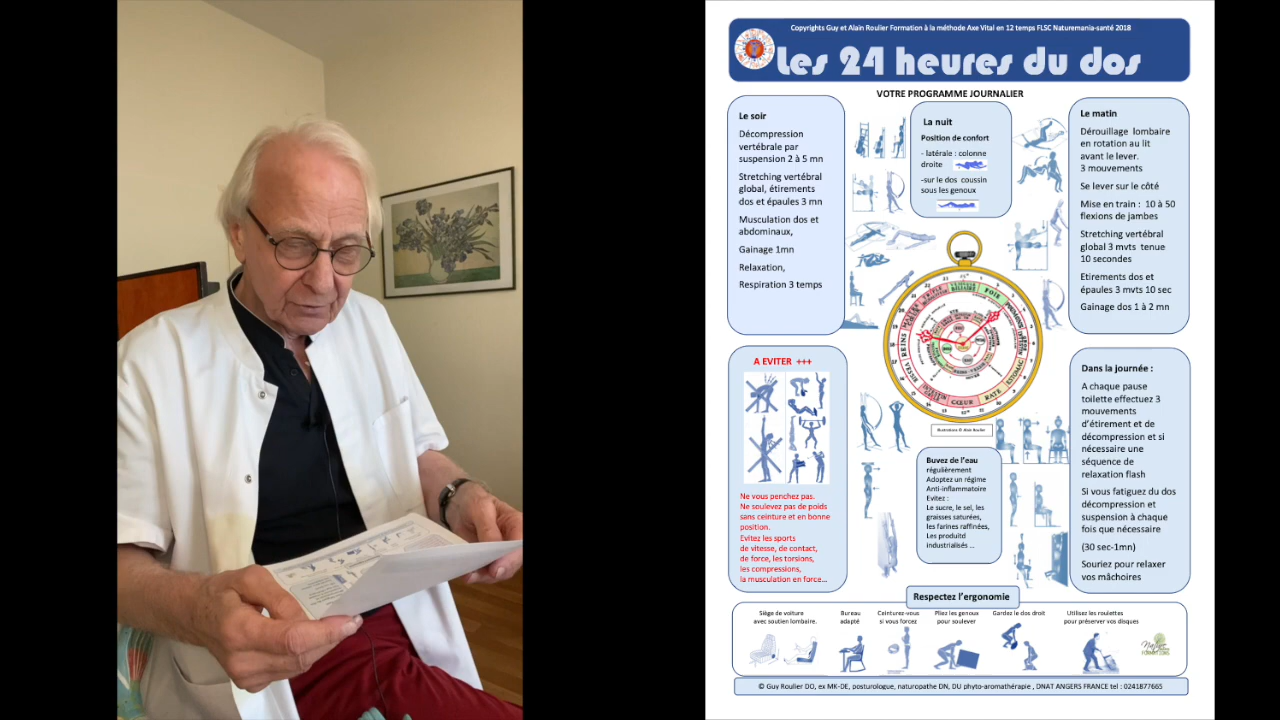 Copyrights Guy et Alain Roulier Formation à la méthode Axe Vital en 12 temps FLSC Naturemania-santé 2018
Les 24 heures du dos
VOTRE PROGRAMME JOURNALIER
Le soir
Décompression
vertébrale par
suspension 2 à 5 mn
Stretching vertébral
global, étirements
dos et épaules 3 mn
Musculation dos et
abdominaux,
Gainage 1mn
Relaxation,
Respiration 3 temps
La nuit
Position de confort
- latérale : colonne
droite
-sur le dos coussin
sous les genoux
Le matin
Dérouillage lombaire
en rotation au lit
avant le lever.
3 mouvements
Se lever sur le côté
Mise en train : 10 à 50
flexions de jambes
Stretching vertébral
global 3 mvts tenue
10 secondes
Etirements dos et
épaules 3 mvts 10 sec
Gainage dos 1 à 2 mn
FOIE
REINS
VESSIE
COEUR
RATE
ESTOMAC
Illustrations © Alain Roulier
A EVITER +++
Ne vous penchez pas.
Ne soulevez pas de poids
sans ceinture et en bonne
position.
Evitez les sports
de vitesse, de contact,
de force, les torsions,
les compressions,
la musculation en force...
Buvez de l'eau
régulièrement
Adoptez un régime
Anti-inflammatoire
Evitez :
Le sucre, le sel, les
graisses saturées,
les farines raffinées,
Les produitd
industrialisés ...
Dans la journée :
A chaque pause
toilette effectuez 3
mouvements
d'étirement et de
décompression et si
nécessaire une
séquence de
relaxation flash
Si vous fatiguez du dos
décompression et
suspension à chaque
fois que nécessaire
(30 sec-1mn)
Souriez pour relaxer
vos mâchoires
Respectez l'ergonomie
Siège de voiture
avec soutien lombaire.
Bureau
adapté
Ceinturez-vous
si vous forcez
Pliez les genoux
pour soulever
Gardez le dos droit
Utilisez les roulettes
pour préserver vos disques
© Guy Roulier DO, ex MK-DE, posturologue, naturopathe DN, DU phyto-aromathérapie , DNAT ANGERS FRANCE tel : 0241877665